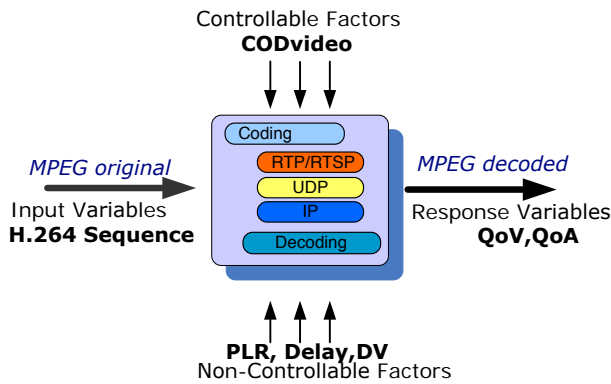 Controllable Factors
CODvideo
Coding
RTP/RTSP
UDP
IP
Decoding
MPEG original
Input Variables
H.264 Sequence
MPEG decoded
Response Variables
QoV,QoA
PLR, Delay,DV
Non-Controllable Factors